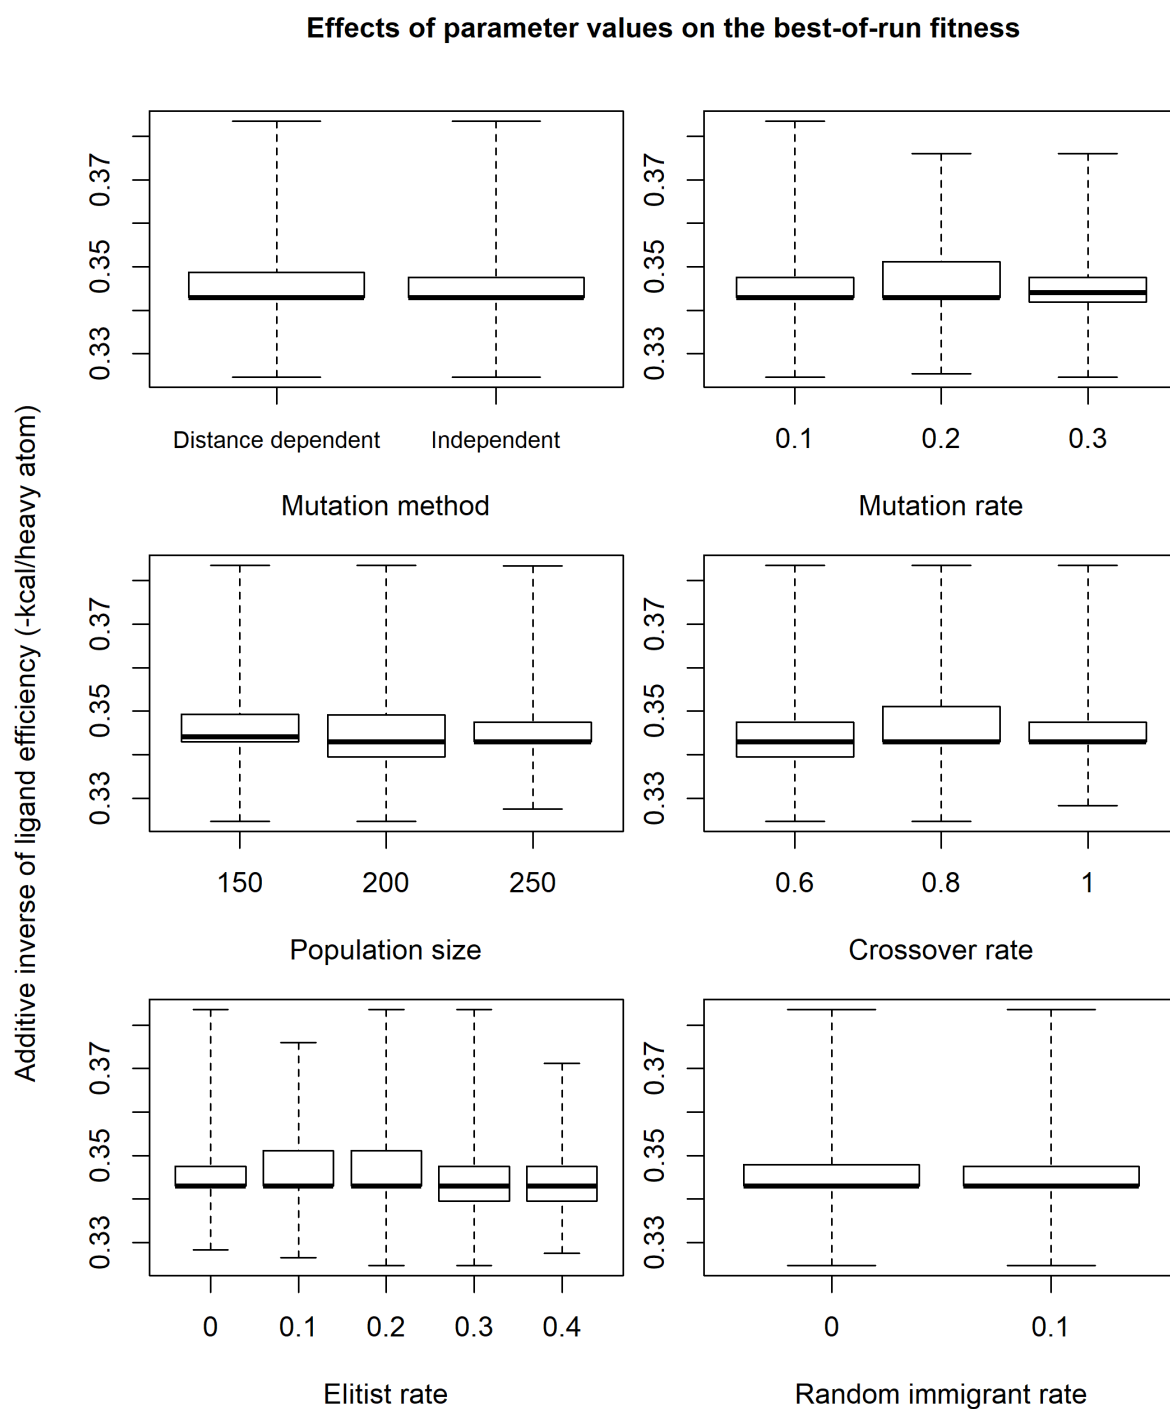 Effects of parameter values on the best-of-run fitness
Additive inverse of ligand efficiency (-kcal/heavy atom)
0.37
0.35
0.33
Distance dependent Independent
Mutation method
0.37
0.35
0.33
0.1 0.2 0.3
Mutation rate
0.37
0.35
0.33
150 200 250
Population size
0.37
0.35
0.33
0.6 0.8 1
Crossover rate
0.37
0.35
0.33
0 0.1 0.2 0.3 0.4
Elitist rate
0.37
0.35
0.33
0 0.1
Random immigrant rate